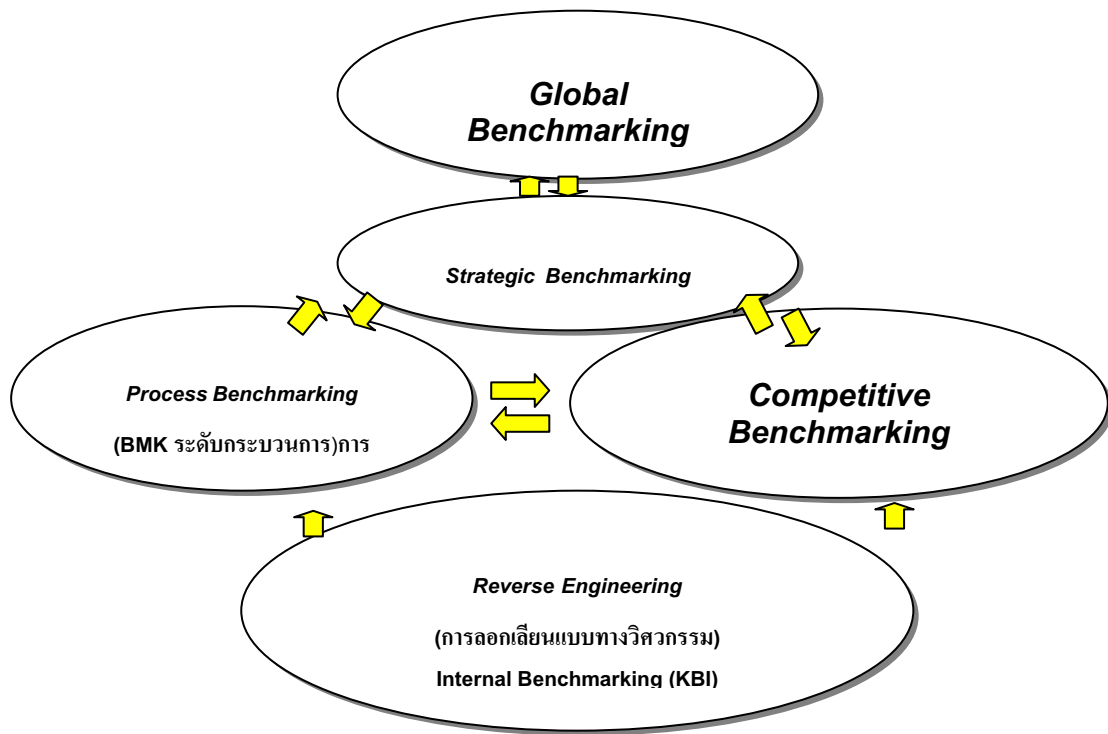 Global
Benchmarking
Strategic Benchmarking
Process Benchmarking
(BMK ระดับกระบวนการ)การ
Competitive
Benchmarking
Reverse Engineering
(การลอกเลียนแบบทางวิศวกรรม)
Internal Benchmarking (KBI)